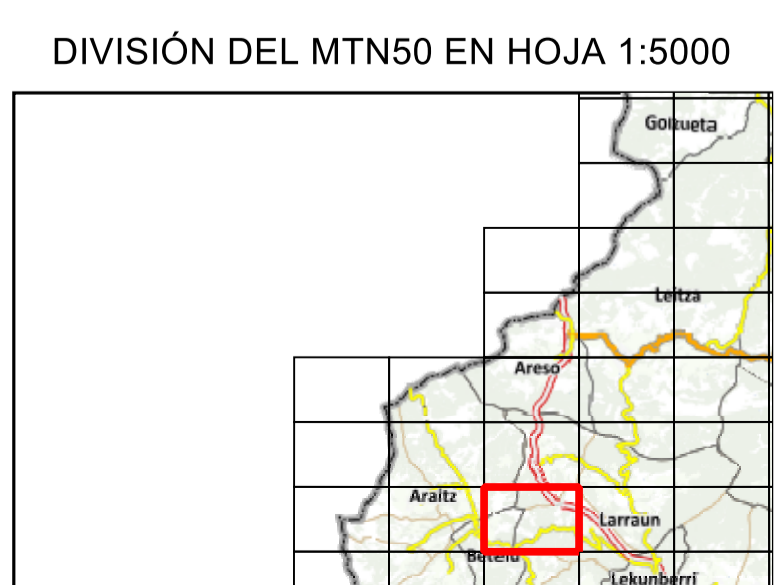 DIVISIÓN DEL MTN50 EN HOJA 1:5000
Goizueta
Leitza
Areso
Araitz
Larraun
Betelu
Lekunberri